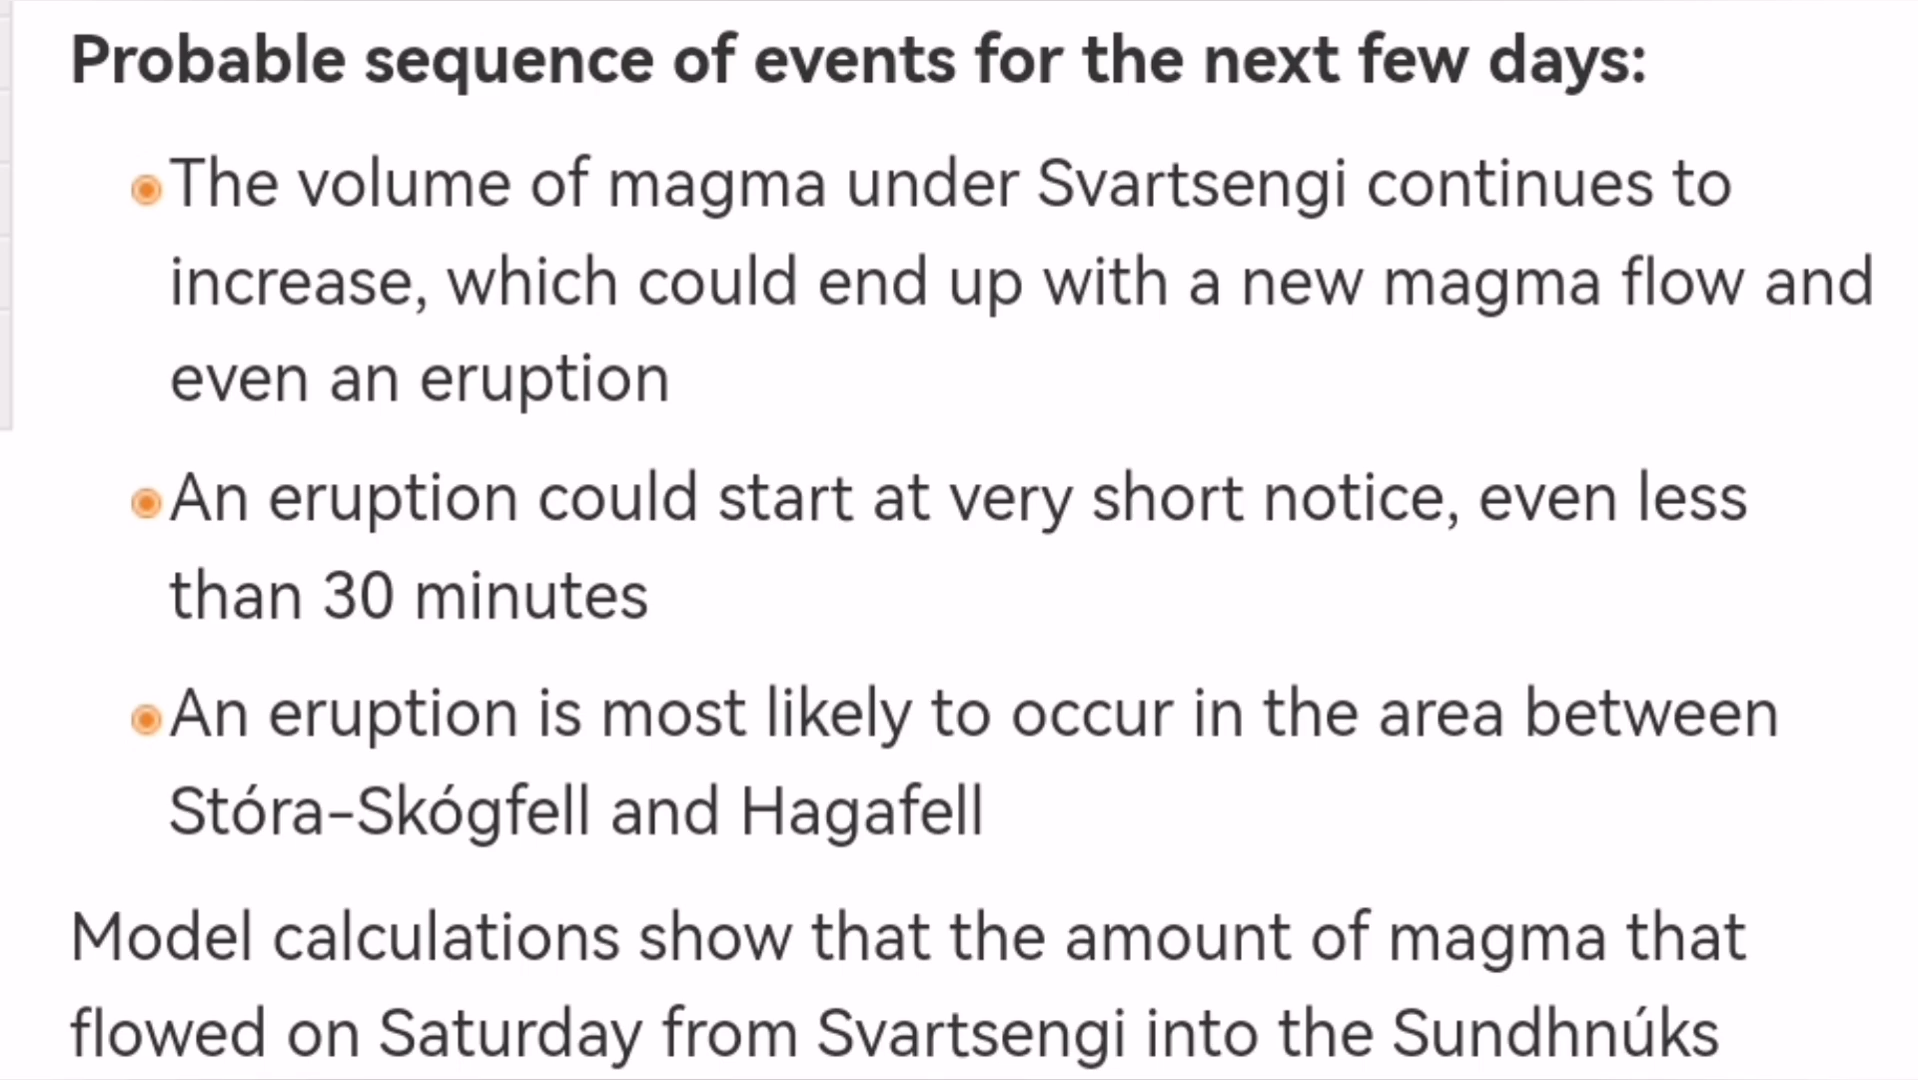 Probable sequence of events for the next few days:
The volume of magma under Svartsengi continues to
increase, which could end up with a new magma flow and
even an eruption
An eruption could start at very short notice, even less
than 30 minutes
An eruption is most likely to occur in the area between
Stóra-Skógfell and Hagafell
Model calculations show that the amount of magma that
flowed on Saturday from Svartsengi into the Sundhnúks